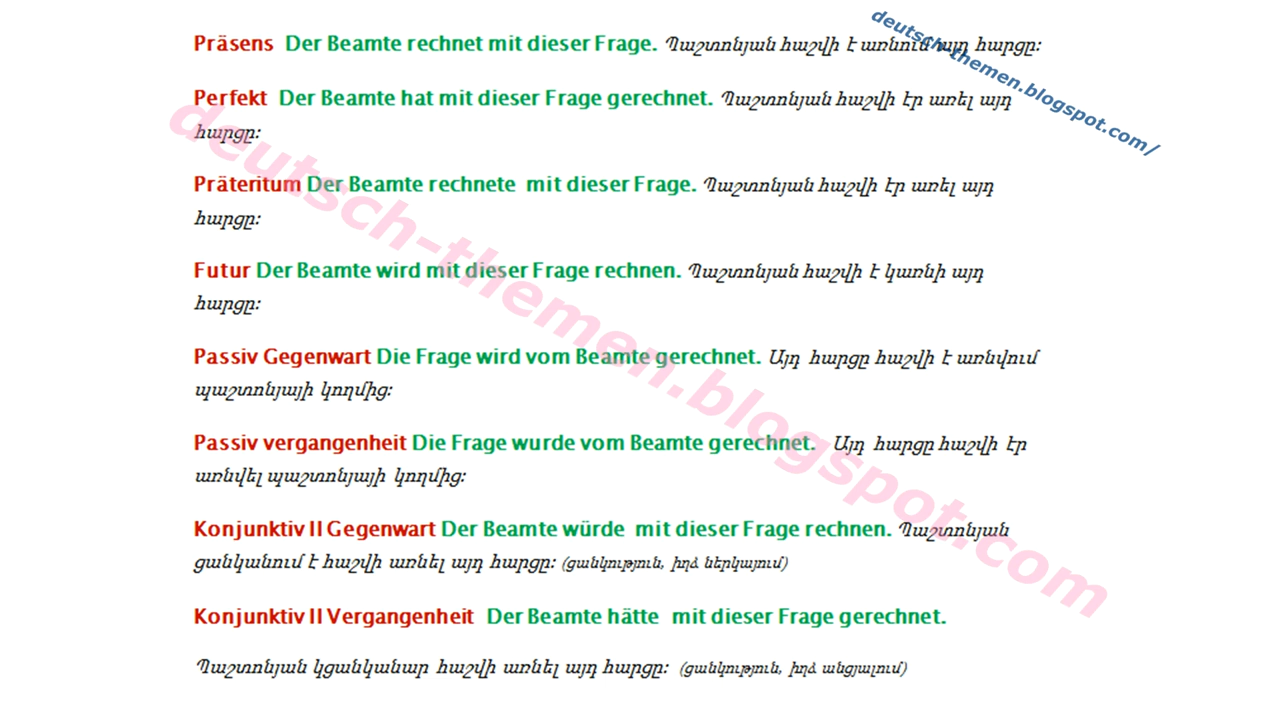 Präsens Der Beamte rechnet mit dieser Frage. Պաշտոնյան հաշվի է առնում այդ հարցը:
Perfekt Der Beamte hat mit dieser Frage gerechnet. Պաշտոնյան հաշվի էր առել այդ
հարցը:
Präteritum Der Beamte rechnete mit dieser Frage. Պաշտոնյան հաշվի էր առել այդ
հարցը:
Futur Der Beamte wird mit dieser Frage rechnen. Պաշտոնյան հաշվի է կառնի այդ
հարցը:
Passiv Gegenwart Die Frage wird vom Beamte gerechnet. Այդ հարցը հաշվի է առնվում
պաշտոնյայի կողմից:
Passiv vergangenheit Die Frage wurde vom Beamte gerechnet. Այդ հարցը հաշվի էր
առնվել պաշտոնյայի կողմից:
Konjunktiv II Gegenwart Der Beamte würde mit dieser Frage rechnen. Պաշտոնյան
ցանկանում է հաշվի առնել այդ հարցը: (ցանկություն, իղձ ներկայում)
Konjunktiv II Vergangenheit Der Beamte hätte mit dieser Frage gerechnet.
Պաշտոնյան կցանկանար հաշվի առնել այդ հարցը: (ցանկություն, իղձ անցյալում)
deutsch-themen.blogspot.com/
deutsch-themen.blogspot.com